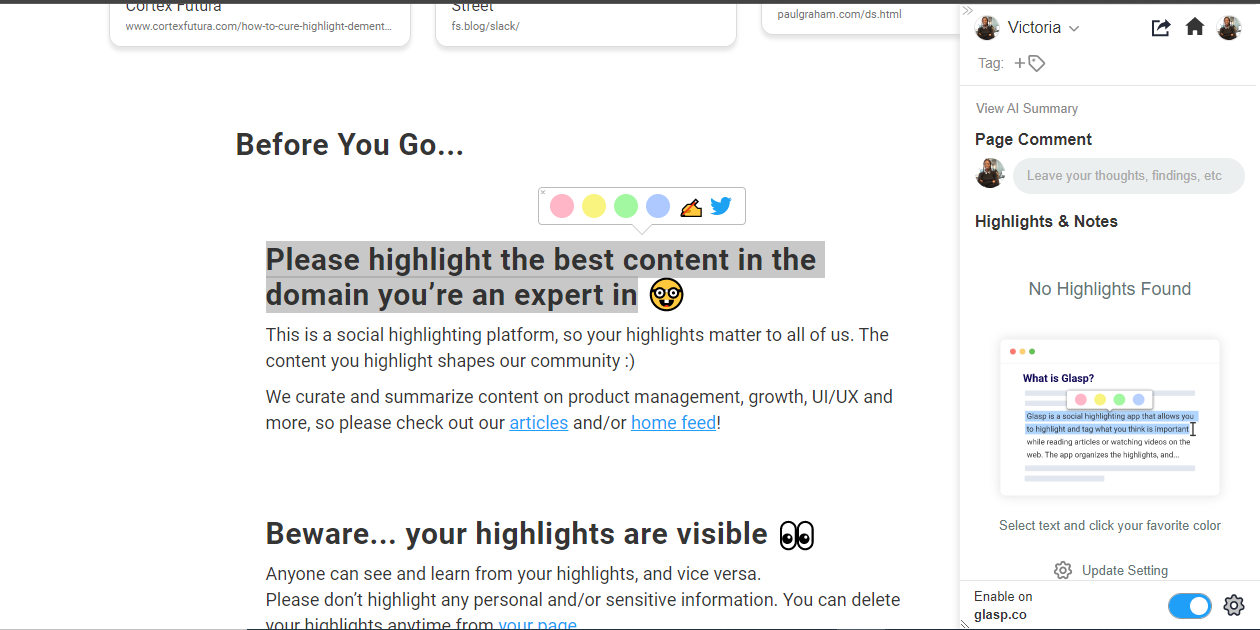 Cortex Futura
www.cortexfutura.com/how-to-cure-highlight-dement...
Street
fs.blog/slack/
paulgraham.com/ds.html
Before You Go...
Please highlight the best content in the
domain you’re an expert in
This is a social highlighting platform, so your highlights matter to all of us. The
content you highlight shapes our community :)
We curate and summarize content on product management, growth, UI/UX and
more, so please check out our articles and/or home feed!
Beware... your highlights are visible
Anyone can see and learn from your highlights, and vice versa.
Please don’t highlight any personal and/or sensitive information. You can delete
your highlights anytime from your page.
Victoria
Tag:
View AI Summary
Page Comment
Leave your thoughts, findings, etc
Highlights & Notes
No Highlights Found
What is Glasp?
Glasp is a social highlighting app that allows you
to highlight and tag what you think is important
while reading articles or watching videos on the
web. The app organizes the highlights, and...
Select text and click your favorite color
Update Setting
Enable on
glasp.co